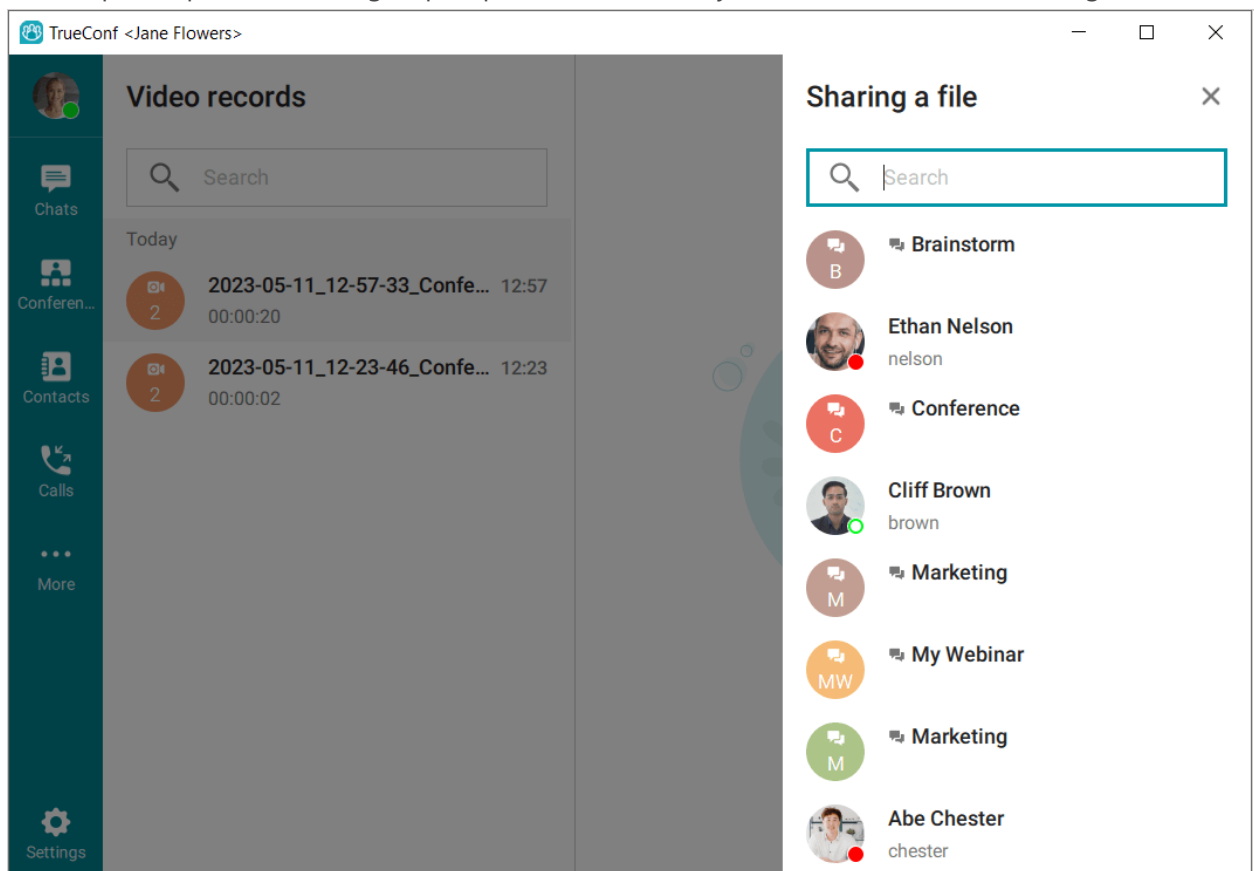 TrueConf <Jane Flowers>
Video records
Search
Today
2023-05-11_12-57-33_Confe... 12:57
2
00:00:20
2023-05-11_12-23-46_Confe... 12:23
2
00:00:02
Chats
Conferen...
Contacts
Calls
More
Settings
Sharing a file
Search
B
Brainstorm
Ethan Nelson
nelson
C
Conference
Cliff Brown
brown
M
Marketing
MW
My Webinar
M
Marketing
Abe Chester
chester